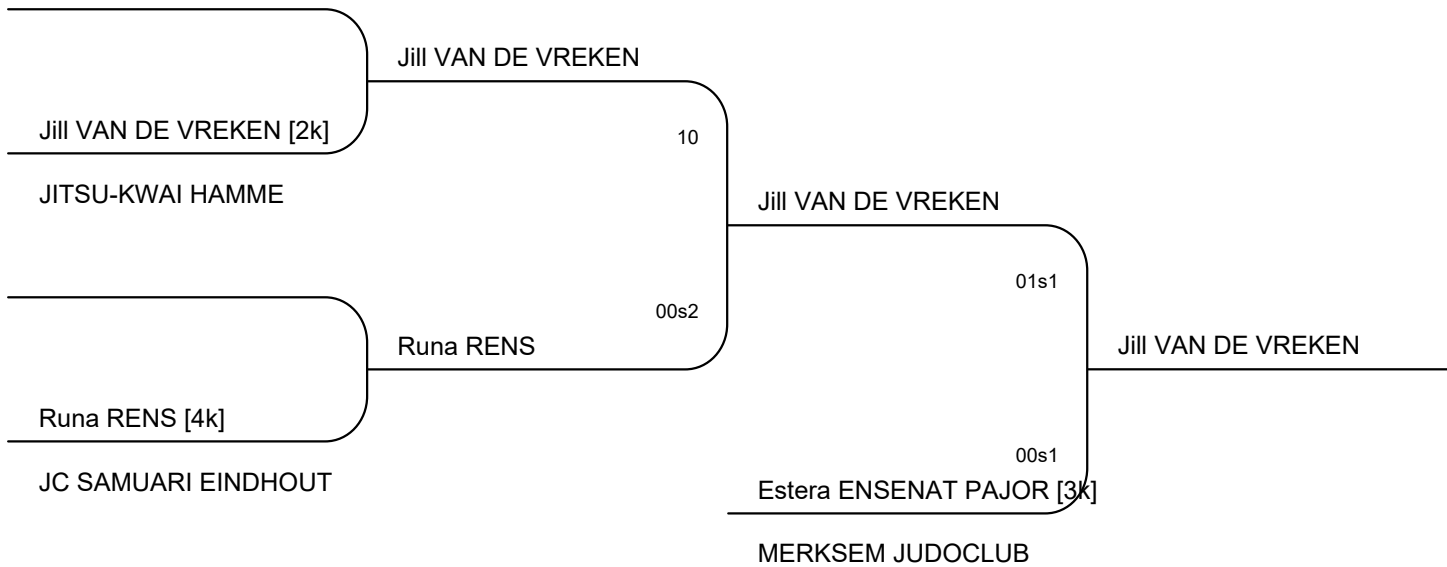 Jill VAN DE VREKEN
Jill VAN DE VREKEN [2k]
10
JITSU-KWAI HAMME
Jill VAN DE VREKEN
01s1
00s2
Runa RENS
Jill VAN DE VREKEN
Runa RENS [4k]
00s1
JC SAMUARI EINDHOUT
Estera ENSENAT PAJOR [3k]
MERKSEM JUDOCLUB